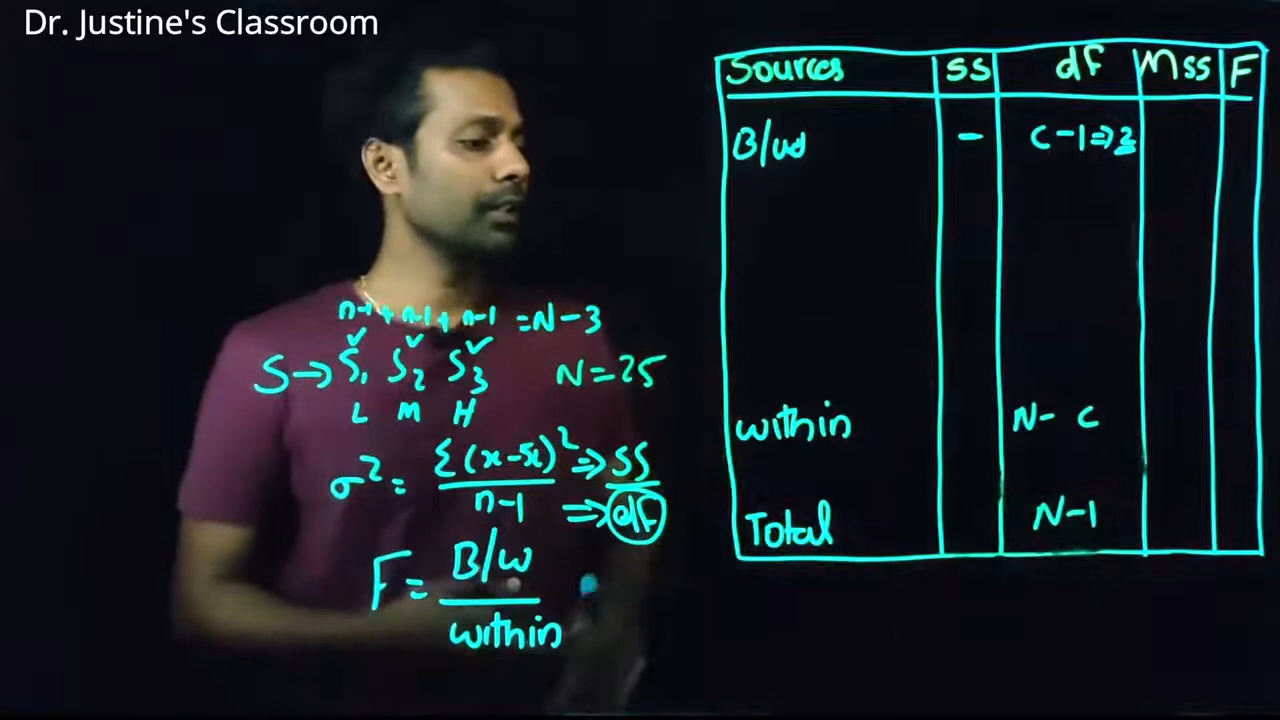 Dr. Justine's Classroom
Sources SS df MSS F
B/w - C-1⇒2
within N-C
Total N-1
n-1 + n-1 + n-1 = N-3
S→ S₁ S₂ S₃ N=25
L M H
σ² = Σ(x-x̄)² ⇒ SS
n-1 ⇒ df
F = B/w
within